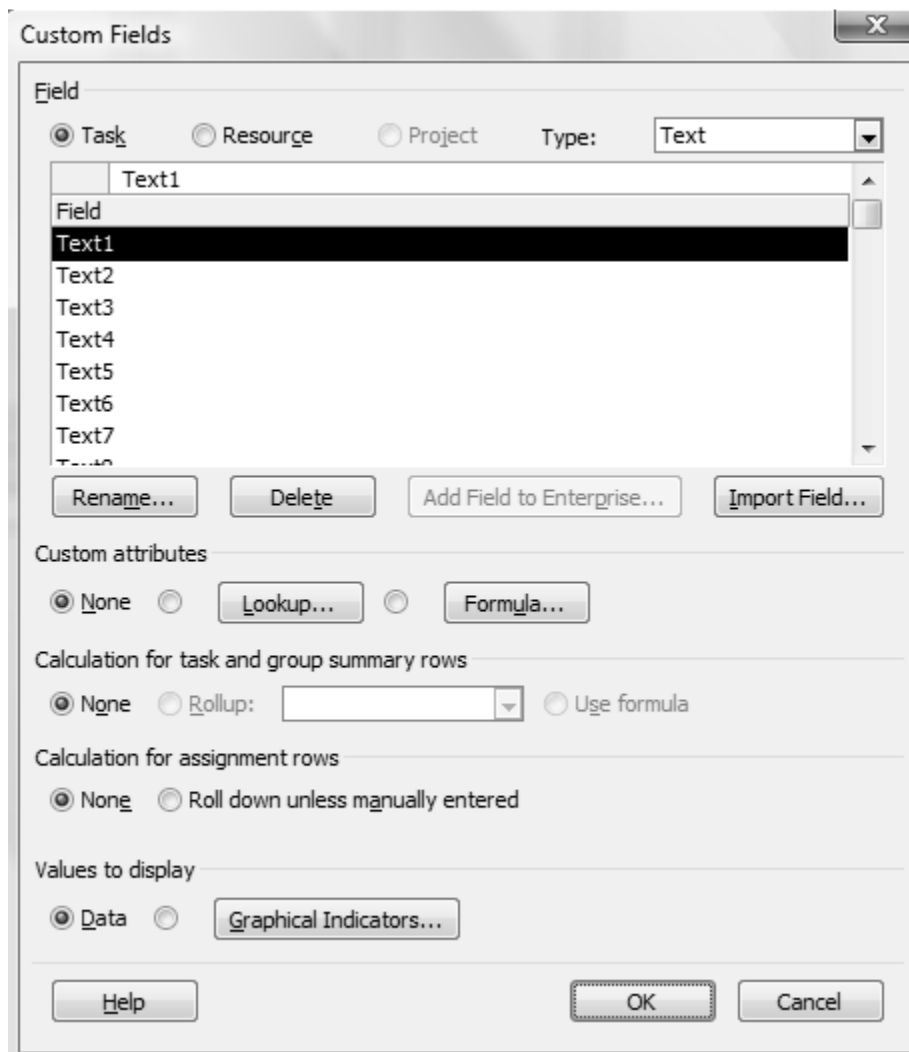 Custom Fields
Field
Task Resource Project Type: Text
Text1
Field
Text1
Text2
Text3
Text4
Text5
Text6
Text7
Rename... Delete Add Field to Enterprise... Import Field...
Custom attributes
None Lookup... Formula...
Calculation for task and group summary rows
None Rollup: Use formula
Calculation for assignment rows
None Roll down unless manually entered
Values to display
Data Graphical Indicators...
Help OK Cancel